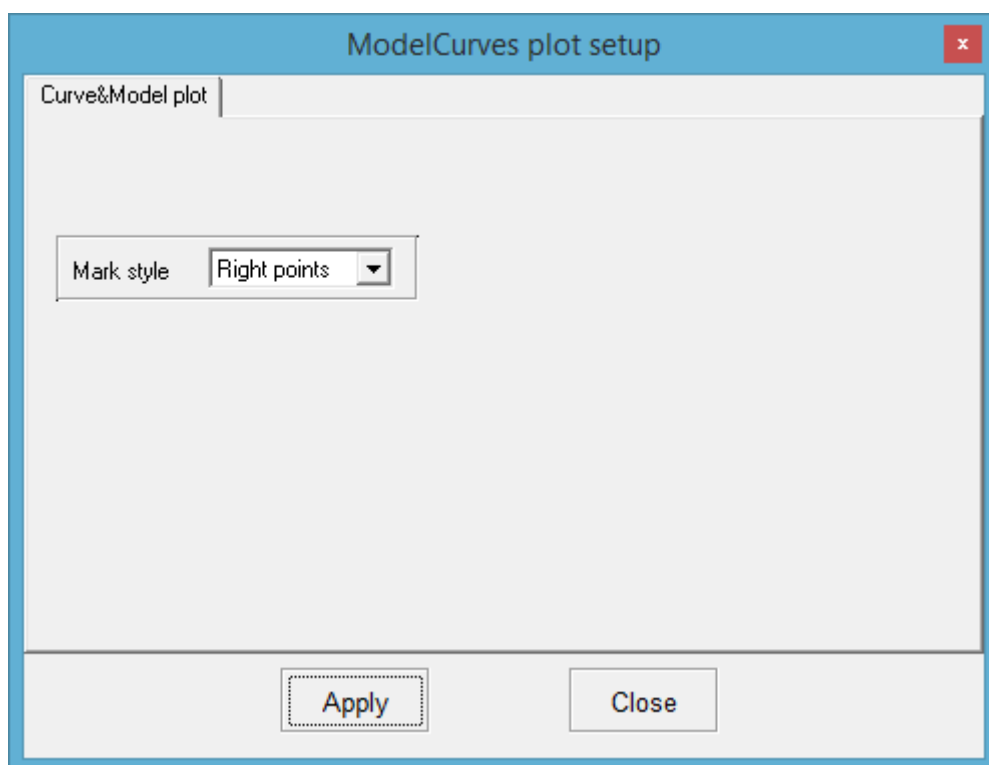 ModelCurves plot setup
x
Curve&Model plot
Mark style Right points
Apply Close